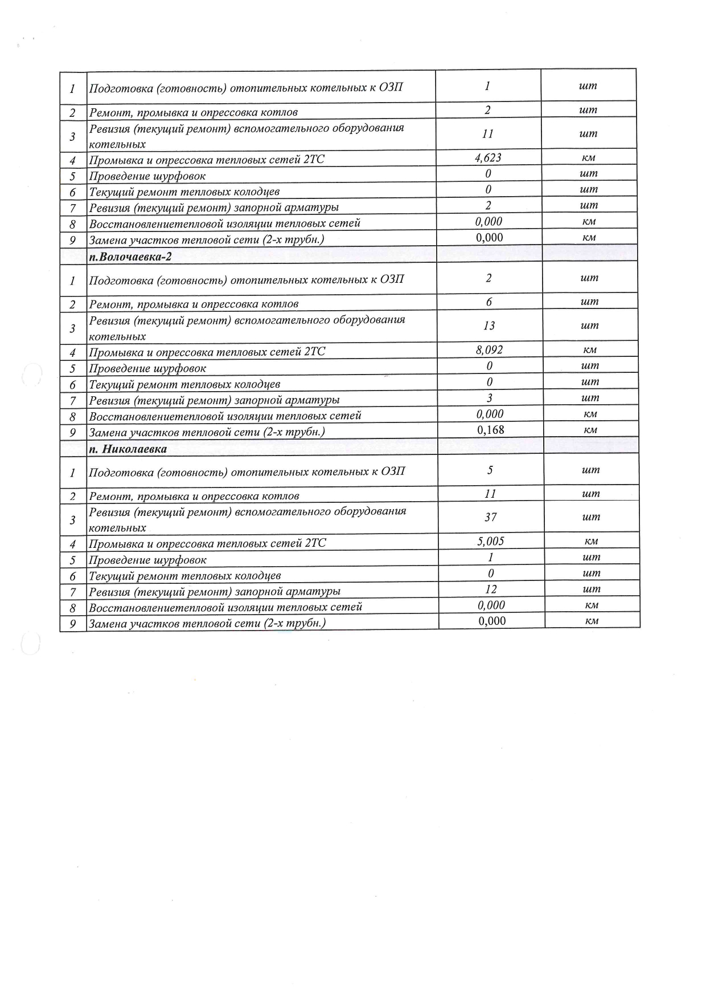 1 Подготовка (готовность) отопительных котельных к ОЗП 1 шт
2 Ремонт, промывка и опрессовка котлов 2 шт
3 Ревизия (текущий ремонт) вспомогательного оборудования котельных 11 шт
4 Промывка и опрессовка тепловых сетей 2ТС 4,623 км
5 Проведение шурфовок 0 шт
6 Текущий ремонт тепловых колодцев 0 шт
7 Ревизия (текущий ремонт) запорной арматуры 2 шт
8 Восстановлениетепловой изоляции тепловых сетей 0,000 км
9 Замена участков тепловой сети (2-х трубн.) 0,000 км
п.Волочаевка-2
1 Подготовка (готовность) отопительных котельных к ОЗП 2 шт
2 Ремонт, промывка и опрессовка котлов 6 шт
3 Ревизия (текущий ремонт) вспомогательного оборудования котельных 13 шт
4 Промывка и опрессовка тепловых сетей 2ТС 8,092 км
5 Проведение шурфовок 0 шт
6 Текущий ремонт тепловых колодцев 0 шт
7 Ревизия (текущий ремонт) запорной арматуры 3 шт
8 Восстановлениетепловой изоляции тепловых сетей 0,000 км
9 Замена участков тепловой сети (2-х трубн.) 0,168 км
п. Николаевка
1 Подготовка (готовность) отопительных котельных к ОЗП 5 шт
2 Ремонт, промывка и опрессовка котлов 11 шт
3 Ревизия (текущий ремонт) вспомогательного оборудования котельных 37 шт
4 Промывка и опрессовка тепловых сетей 2ТС 5,005 км
5 Проведение шурфовок 1 шт
6 Текущий ремонт тепловых колодцев 0 шт
7 Ревизия (текущий ремонт) запорной арматуры 12 шт
8 Восстановлениетепловой изоляции тепловых сетей 0,000 км
9 Замена участков тепловой сети (2-х трубн.) 0,000 км